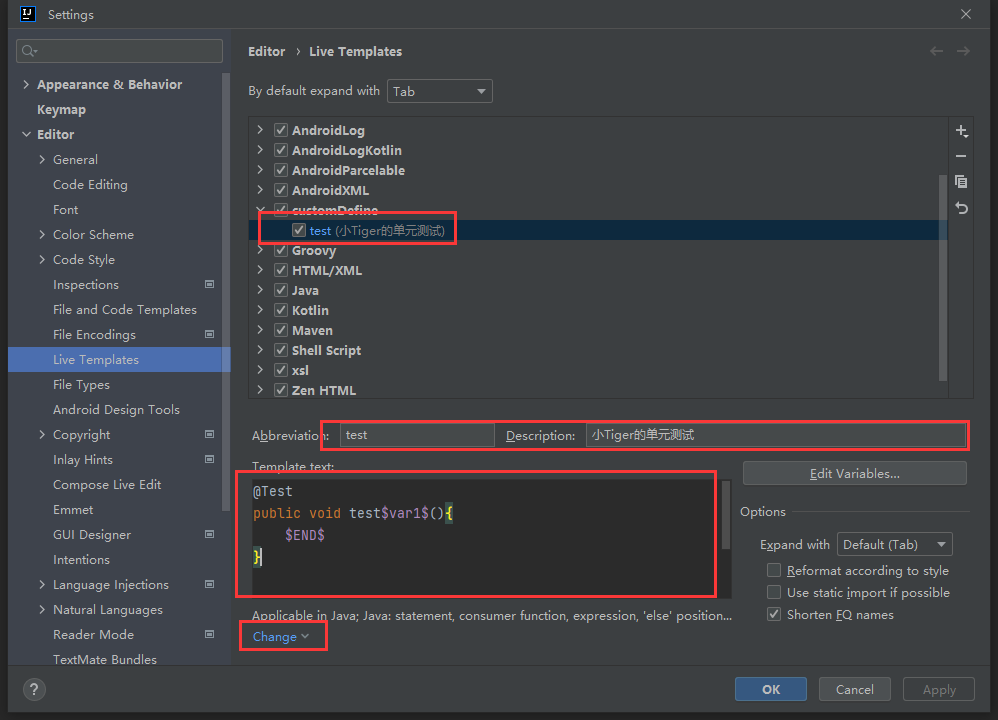 Settings
Appearance & Behavior
Keymap
Editor
General
Code Editing
Font
Color Scheme
Code Style
Inspections
File and Code Templates
File Encodings
Live Templates
File Types
Android Design Tools
Copyright
Inlay Hints
Compose Live Edit
Emmet
GUI Designer
Intentions
Language Injections
Natural Languages
Reader Mode
TextMate Bundles
Editor › Live Templates
By default expand with Tab
AndroidLog
AndroidLogKotlin
AndroidParcelable
AndroidXML
customDefine
test (小Tiger的单元测试)
Groovy
HTML/XML
Java
Kotlin
Maven
Shell Script
xsl
Zen HTML
Abbreviation: test Description: 小Tiger的单元测试
Template text:
@Test
public void test$var1$(){
$END$
}
Applicable in Java; Java: statement, consumer function, expression, 'else' position...
Change
Edit Variables...
Options
Expand with Default (Tab)
Reformat according to style
Use static import if possible
Shorten FQ names
?
OK Cancel Apply